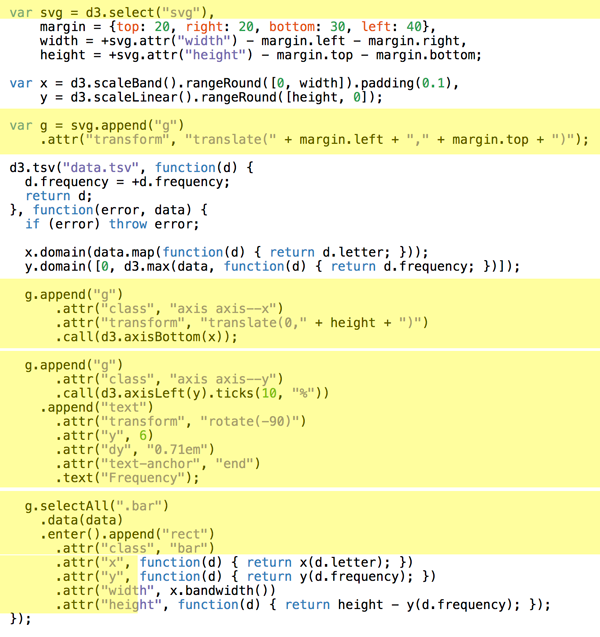 var svg = d3.select("svg"),
    margin = {top: 20, right: 20, bottom: 30, left: 40},
    width = +svg.attr("width") - margin.left - margin.right,
    height = +svg.attr("height") - margin.top - margin.bottom;

var x = d3.scaleBand().rangeRound([0, width]).padding(0.1),
    y = d3.scaleLinear().rangeRound([height, 0]);

var g = svg.append("g")
    .attr("transform", "translate(" + margin.left + "," + margin.top + ")");

d3.tsv("data.tsv", function(d) {
  d.frequency = +d.frequency;
  return d;
}, function(error, data) {
  if (error) throw error;

  x.domain(data.map(function(d) { return d.letter; }));
  y.domain([0, d3.max(data, function(d) { return d.frequency; })]);

  g.append("g")
      .attr("class", "axis axis--x")
      .attr("transform", "translate(0," + height + ")")
      .call(d3.axisBottom(x));

  g.append("g")
      .attr("class", "axis axis--y")
      .call(d3.axisLeft(y).ticks(10, "%"))
    .append("text")
      .attr("transform", "rotate(-90)")
      .attr("y", 6)
      .attr("dy", "0.71em")
      .attr("text-anchor", "end")
      .text("Frequency");

  g.selectAll(".bar")
    .data(data)
    .enter().append("rect")
      .attr("class", "bar")
      .attr("x", function(d) { return x(d.letter); })
      .attr("y", function(d) { return y(d.frequency); })
      .attr("width", x.bandwidth())
      .attr("height", function(d) { return height - y(d.frequency); });
});